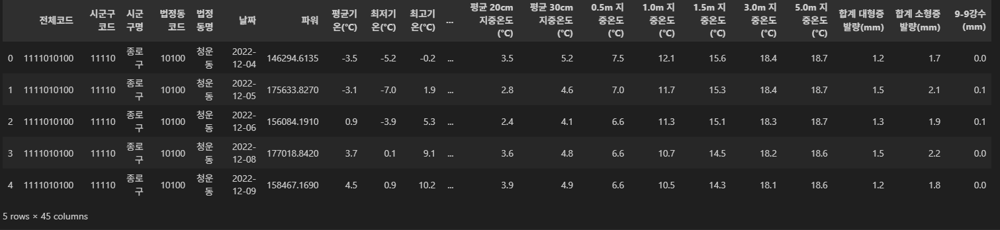 전체코드 시군구코드 시군구명 법정동코드 법정동명 날짜 파워 평균기온(°C) 최저기온(°C) 최고기온(°C) ... 평균 20cm 지중온도(°C) 평균 30cm 지중온도(°C) 0.5m 지중온도(°C) 1.0m 지중온도(°C) 1.5m 지중온도(°C) 3.0m 지중온도(°C) 5.0m 지중온도(°C) 합계 대형증발량(mm) 합계 소형증발량(mm) 9-9강수(mm)
0 1111010100 11110 종로구 10100 청운동 2022-12-04 146294.6135 -3.5 -5.2 -0.2 ... 3.5 5.2 7.5 12.1 15.6 18.4 18.7 1.2 1.7 0.0
1 1111010100 11110 종로구 10100 청운동 2022-12-05 175633.8270 -3.1 -7.0 1.9 ... 2.8 4.6 7.0 11.7 15.3 18.4 18.7 1.5 2.1 0.1
2 1111010100 11110 종로구 10100 청운동 2022-12-06 156084.1910 0.9 -3.9 5.3 ... 2.4 4.1 6.6 11.3 15.1 18.3 18.7 1.3 1.9 0.1
3 1111010100 11110 종로구 10100 청운동 2022-12-08 177018.8420 3.7 0.1 9.1 ... 3.6 4.8 6.6 10.7 14.5 18.2 18.6 1.5 2.2 0.0
4 1111010100 11110 종로구 10100 청운동 2022-12-09 158467.1690 4.5 0.9 10.2 ... 3.9 4.9 6.6 10.5 14.3 18.1 18.6 1.2 1.8 0.0
5 rows × 45 columns